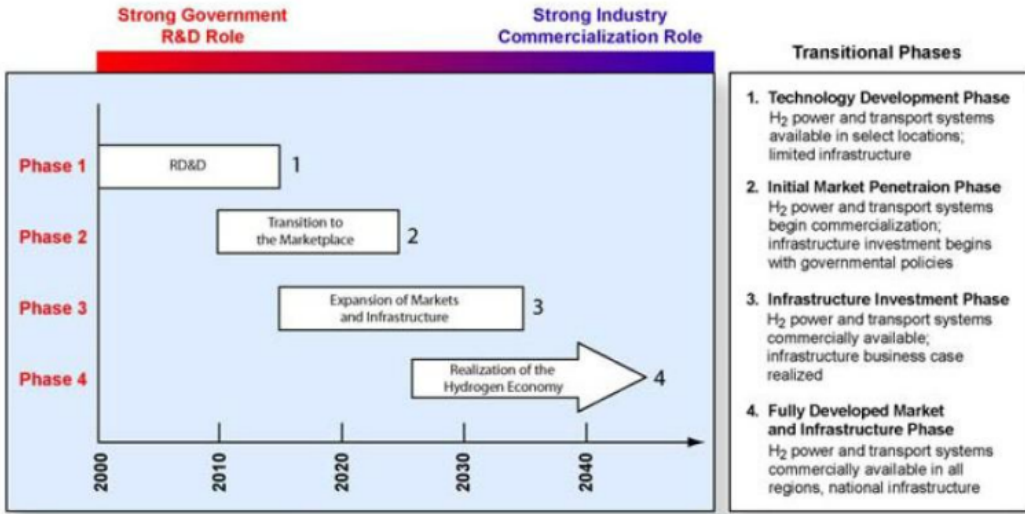 Strong Government
R&D Role
Strong Industry
Commercialization Role
Phase 1
RD&D
1
Phase 2
Transition to
the Marketplace
2
Phase 3
Expansion of Markets
and Infrastructure
3
Phase 4
Realization of the
Hydrogen Economy
4
2000
2010
2020
2030
2040
Transitional Phases
1. Technology Development Phase
H2 power and transport systems
available in select locations;
limited infrastructure
2. Initial Market Penetraion Phase
H2 power and transport systems
begin commercialization;
infrastructure investment begins
with governmental policies
3. Infrastructure Investment Phase
H2 power and transport systems
commercially available;
infrastructure business case
realized
4. Fully Developed Market
and Infrastructure Phase
H2 power and transport systems
commercially available in all
regions, national infrastructure